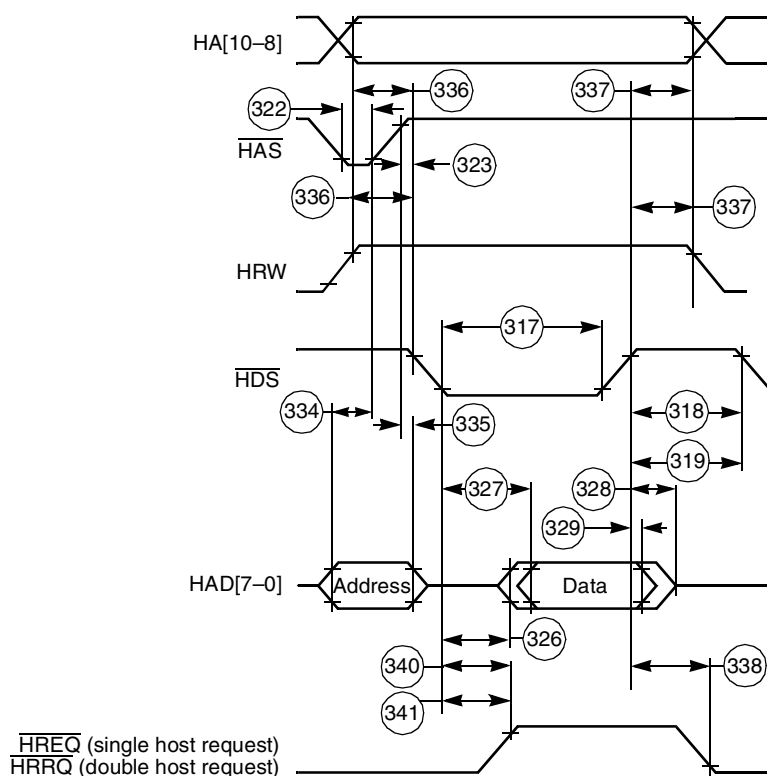 HA[10–8]
336
337
322
HAS
323
336
337
HRW
317
HDS
334
335
318
319
327
328
329
HAD[7–0]
Address
Data
326
340
338
341
HREQ (single host request)
HRRQ (double host request)